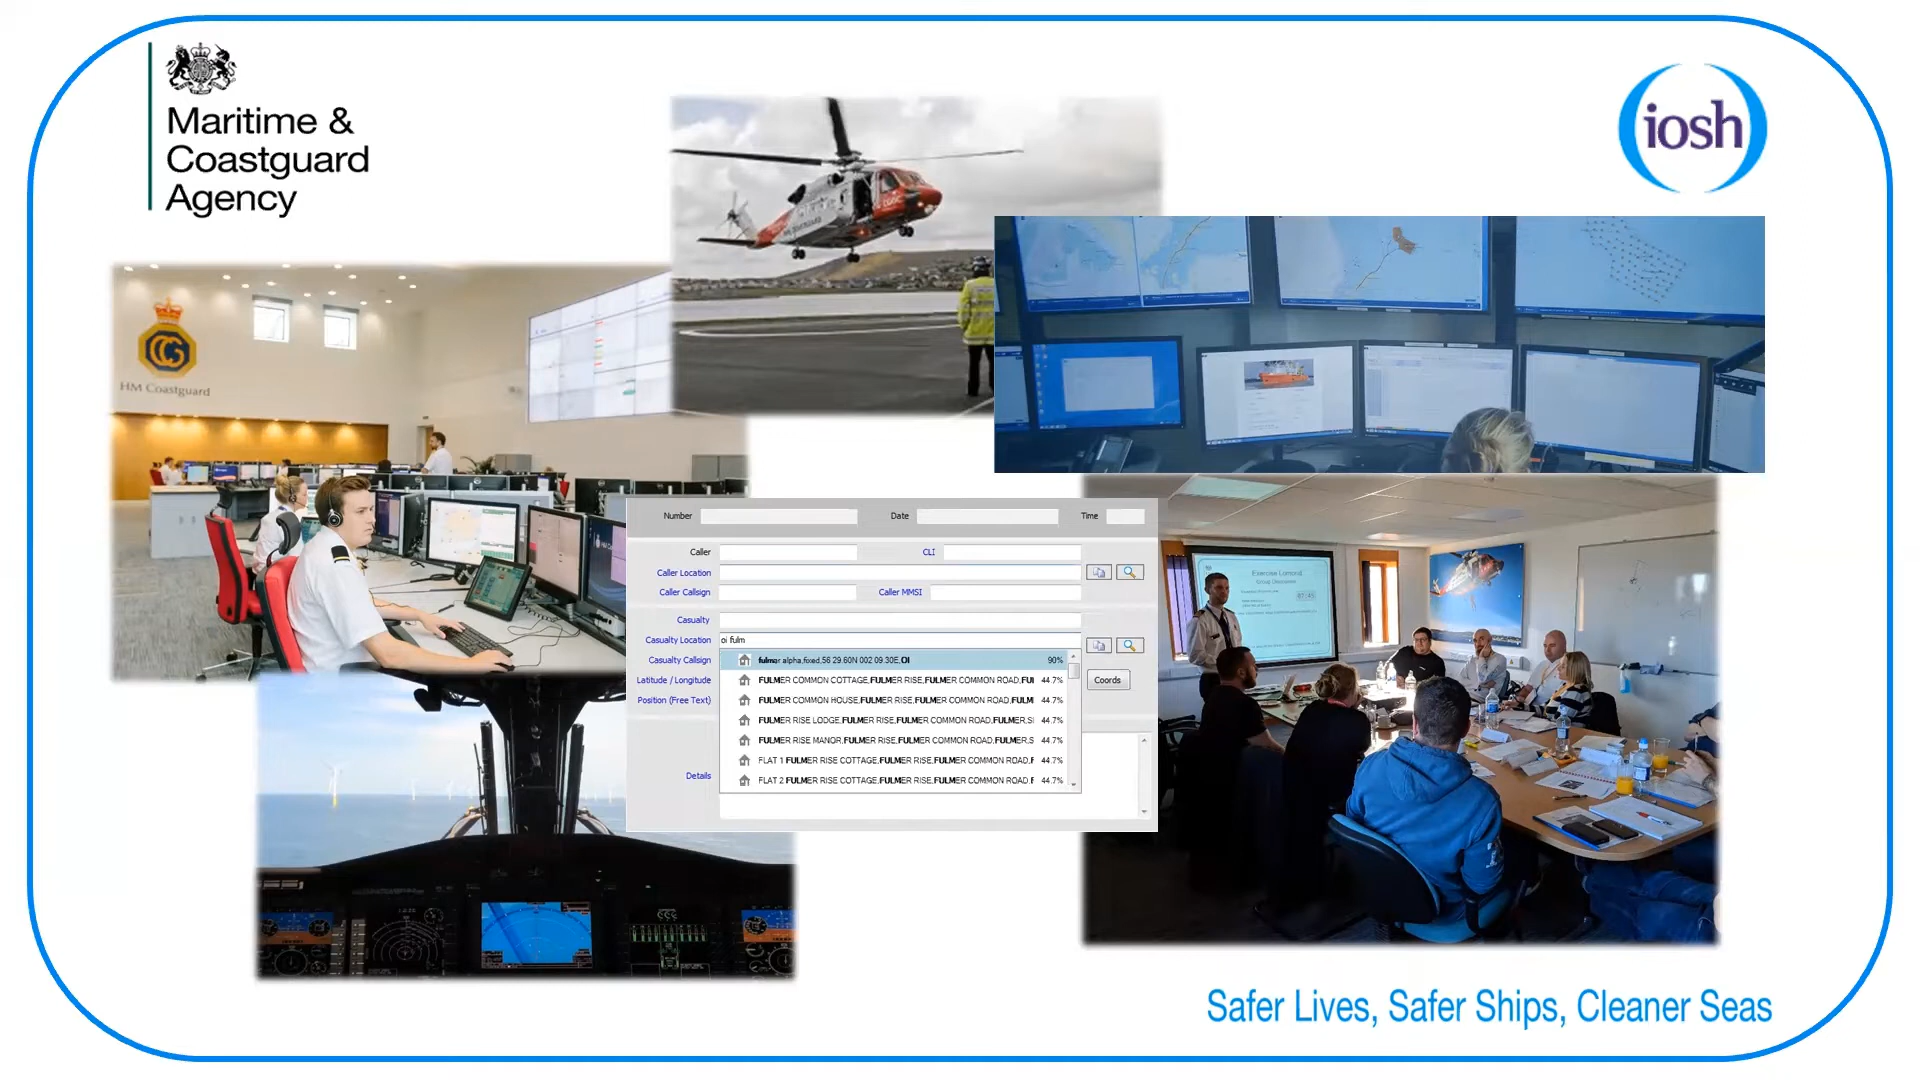 Maritime &
Coastguard
Agency
iosh
HM Coastguard
Number
Date
Time
Caller
CLI
Caller Location
Caller Callsign
Caller MMSI
Casualty
Casualty Location
oi fulm
Casualty Callsign
fulmar alpha,fixed,56 29.60N 002 09.30E,OI 90%
Latitude / Longitude
FULMER COMMON COTTAGE,FULMER RISE,FULMER COMMON ROAD,FUI 44.7%
Coords
Position (Free Text)
FULMER COMMON HOUSE,FULMER RISE,FULMER COMMON ROAD,FULM 44.7%
FULMER RISE LODGE,FULMER RISE,FULMER COMMON ROAD,FULMER,S 44.7%
FULMER RISE MANOR,FULMER RISE,FULMER COMMON ROAD,FULMER,S 44.7%
FLAT 1 FULMER RISE COTTAGE,FULMER RISE,FULMER COMMON ROAD,F 44.7%
Details
FLAT 2 FULMER RISE COTTAGE,FULMER RISE,FULMER COMMON ROAD,F 44.7%
Exercise Lomond
Group Discussion
07:45
Safer Lives, Safer Ships, Cleaner Seas